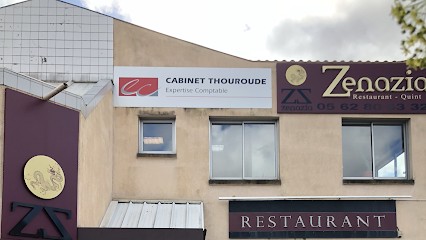 CABINET THOUROUDE
Expertise Comptable
Zenazia
Restaurant - Quint
RESTAURANT